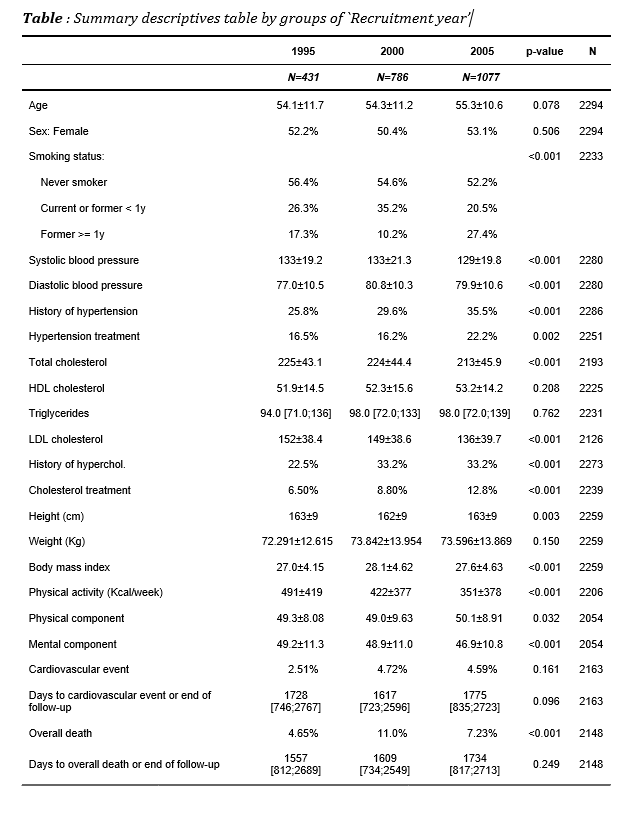 Table : Summary descriptives table by groups of `Recruitment year'
1995 2000 2005 p-value N
N=431 N=786 N=1077
Age 54.1±11.7 54.3±11.2 55.3±10.6 0.078 2294
Sex: Female 52.2% 50.4% 53.1% 0.506 2294
Smoking status: <0.001 2233
Never smoker 56.4% 54.6% 52.2%
Current or former < 1y 26.3% 35.2% 20.5%
Former >= 1y 17.3% 10.2% 27.4%
Systolic blood pressure 133±19.2 133±21.3 129±19.8 <0.001 2280
Diastolic blood pressure 77.0±10.5 80.8±10.3 79.9±10.6 <0.001 2280
History of hypertension 25.8% 29.6% 35.5% <0.001 2286
Hypertension treatment 16.5% 16.2% 22.2% 0.002 2251
Total cholesterol 225±43.1 224±44.4 213±45.9 <0.001 2193
HDL cholesterol 51.9±14.5 52.3±15.6 53.2±14.2 0.208 2225
Triglycerides 94.0 [71.0;136] 98.0 [72.0;133] 98.0 [72.0;139] 0.762 2231
LDL cholesterol 152±38.4 149±38.6 136±39.7 <0.001 2126
History of hyperchol. 22.5% 33.2% 33.2% <0.001 2273
Cholesterol treatment 6.50% 8.80% 12.8% <0.001 2239
Height (cm) 163±9 162±9 163±9 0.003 2259
Weight (Kg) 72.291±12.615 73.842±13.954 73.596±13.869 0.150 2259
Body mass index 27.0±4.15 28.1±4.62 27.6±4.63 <0.001 2259
Physical activity (Kcal/week) 491±419 422±377 351±378 <0.001 2206
Physical component 49.3±8.08 49.0±9.63 50.1±8.91 0.032 2054
Mental component 49.2±11.3 48.9±11.0 46.9±10.8 <0.001 2054
Cardiovascular event 2.51% 4.72% 4.59% 0.161 2163
Days to cardiovascular event or end of 1728 1617 1775 0.096 2163
follow-up [746;2767] [723;2596] [835;2723]
Overall death 4.65% 11.0% 7.23% <0.001 2148
Days to overall death or end of follow-up 1557 1609 1734 0.249 2148
[812;2689] [734;2549] [817;2713]